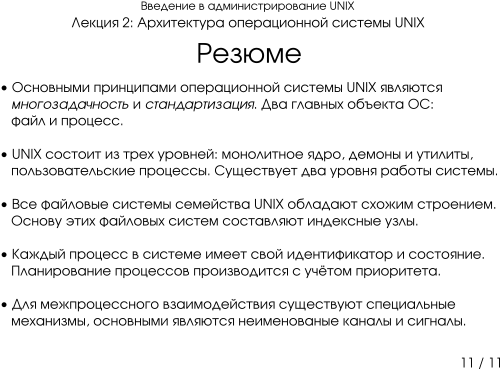 Введение в администрирование UNIX
Лекция 2: Архитектура операционной системы UNIX
Резюме
• Основными принципами операционной системы UNIX являются
многозадачность и стандартизация. Два главных объекта ОС:
файл и процесс.
• UNIX состоит из трех уровней: монолитное ядро, демоны и утилиты,
пользовательские процессы. Существует два уровня работы системы.
• Все файловые системы семейства UNIX обладают схожим строением.
Основу этих файловых систем составляют индексные узлы.
• Каждый процесс в системе имеет свой идентификатор и состояние.
Планирование процессов производится с учётом приоритета.
• Для межпроцессного взаимодействия существуют специальные
механизмы, основными являются неименованые каналы и сигналы.
11 / 11